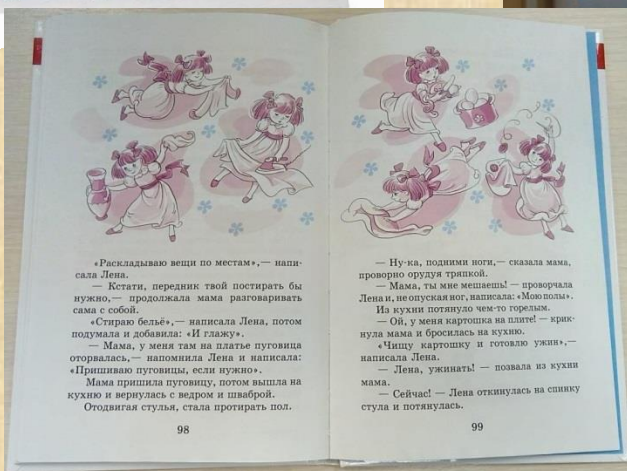 «Раскладываю вещи по местам»,— напи-
сала Лена.
— Кстати, передник твой постирать бы
нужно,— продолжала мама разговаривать
сама с собой.
«Стираю бельё»,— написала Лена, потом
подумала и добавила: «И глажу».
— Мама, у меня там на платье пуговица
оторвалась,— напомнила Лена и написала:
«Пришиваю пуговицы, если нужно».
Мама пришила пуговицу, потом вышла на
кухню и вернулась с ведром и шваброй.
Отодвигая стулья, стала протирать пол.
98
— Ну-ка, подними ноги,— сказала мама,
проворно орудуя тряпкой.
— Мама, ты мне мешаешь! — проворчала
Лена и, не опуская ног, написала: «Мою полы».
Из кухни потянуло чем-то горелым.
— Ой, у меня картошка на плите! — крик-
нула мама и бросилась на кухню.
«Чищу картошку и готовлю ужин»,—
написала Лена.
— Лена, ужинать! — позвала из кухни
мама.
— Сейчас! — Лена откинулась на спинку
стула и потянулась.
99